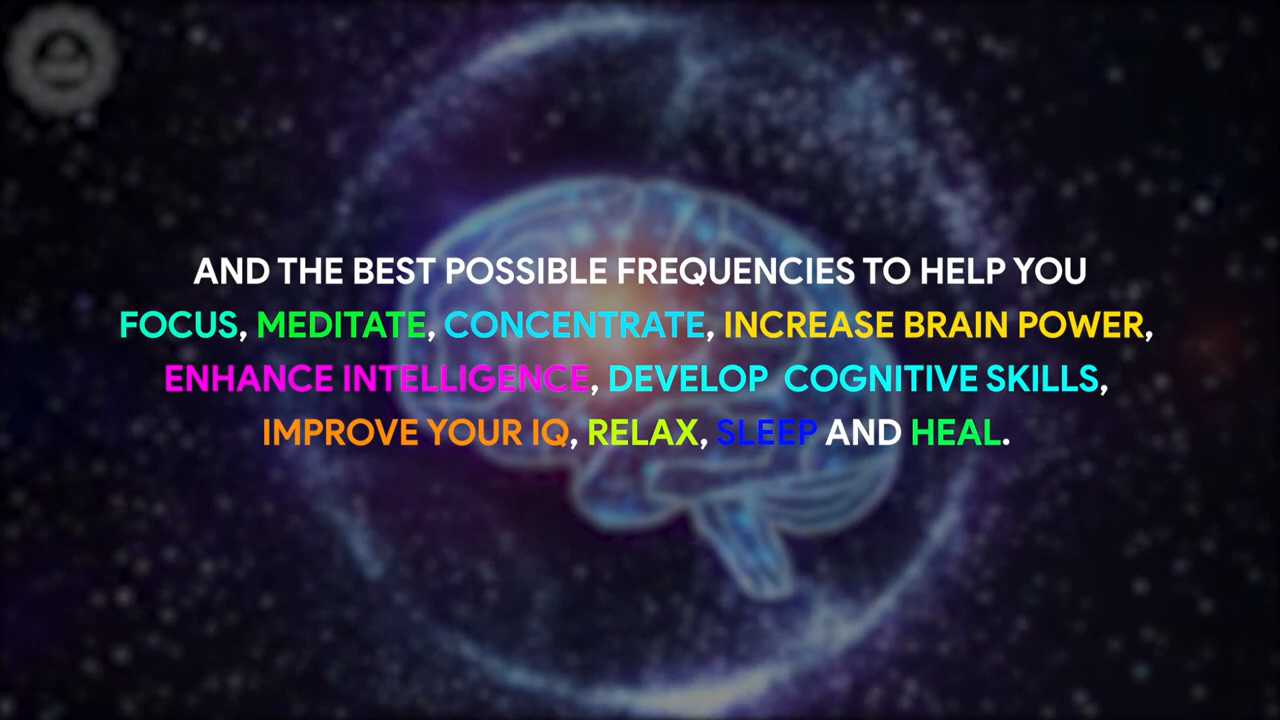 AND THE BEST POSSIBLE FREQUENCIES TO HELP YOU
FOCUS, MEDITATE, CONCENTRATE, INCREASE BRAIN POWER,
ENHANCE INTELLIGENCE, DEVELOP COGNITIVE SKILLS,
IMPROVE YOUR IQ, RELAX, SLEEP AND HEAL.